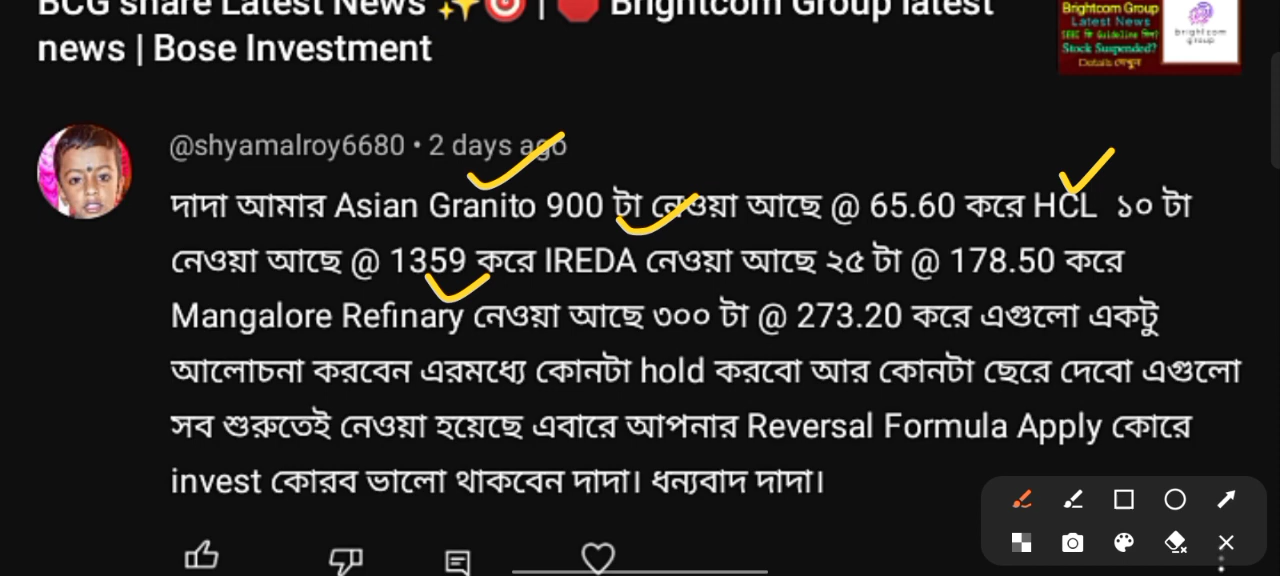 BCG share Latest News ✨🎯 | 🛑 Brightcom Group latest
news | Bose Investment
Brightcom Group
Latest News
Stock Suspended?
Details দেখুন
brightcom
group
@shyamalroy6680 • 2 days ago
দাদা আমার Asian Granito 900 টা নেওয়া আছে @ 65.60 করে HCL ১০ টা
নেওয়া আছে @ 1359 করে IREDA নেওয়া আছে ২৫ টা @ 178.50 করে
Mangalore Refinary নেওয়া আছে ৩০০ টা @ 273.20 করে এগুলো একটু
আলোচনা করবেন এরমধ্যে কোনটা hold করবো আর কোনটা ছেরে দেবো এগুলো
সব শুরুতেই নেওয়া হয়েছে এবারে আপনার Reversal Formula Apply কোরে
invest কোরব ভালো থাকবেন দাদা। ধন্যবাদ দাদা।